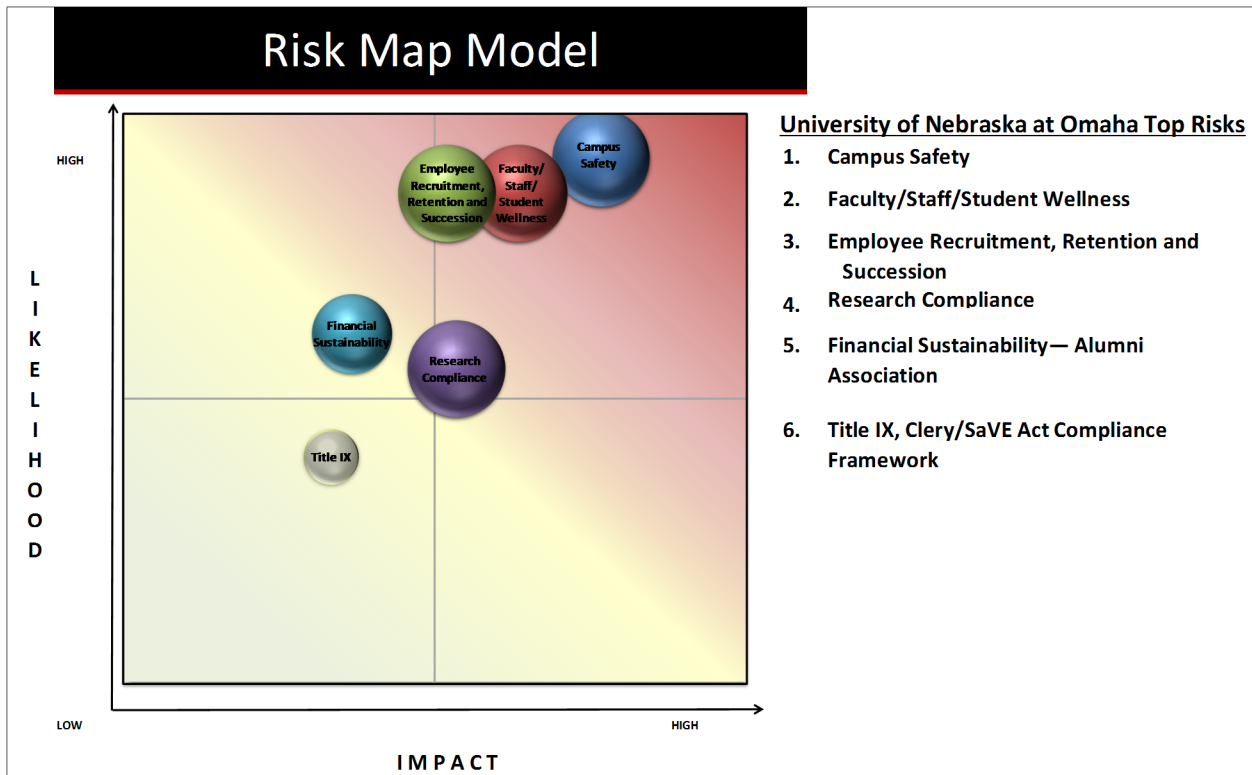 Risk Map Model
HIGH
LIKELIHOOD
Employee
Recruitment,
Retention and
Succession
Faculty/
Staff/
Student
Wellness
Campus
Safety
Financial
Sustainability
Research
Compliance
Title IX
LOW
HIGH
IMPACT
University of Nebraska at Omaha Top Risks
1. Campus Safety
2. Faculty/Staff/Student Wellness
3. Employee Recruitment, Retention and
Succession
4. Research Compliance
5. Financial Sustainability— Alumni
Association
6. Title IX, Clery/SaVE Act Compliance
Framework